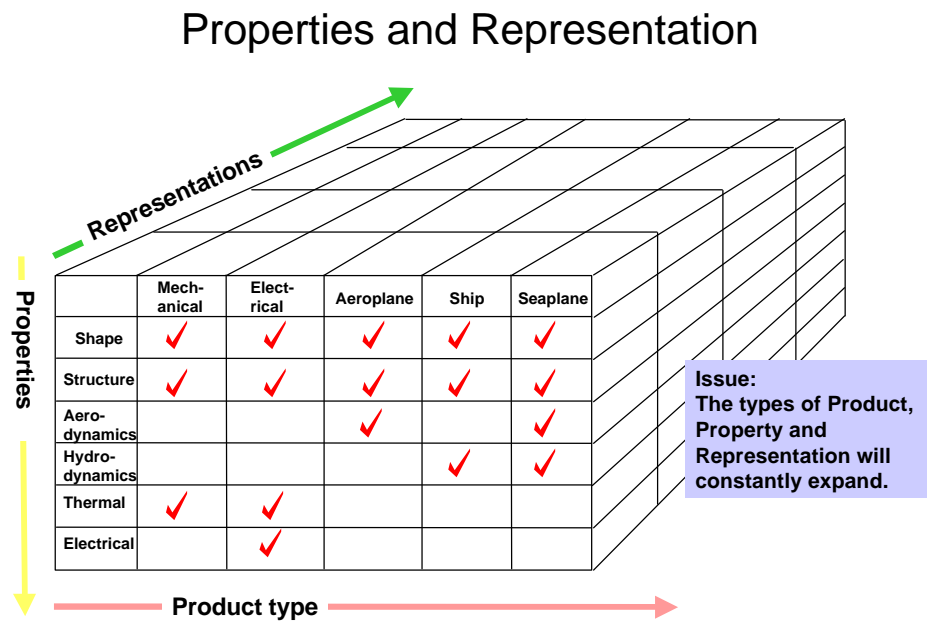 Properties and Representation
Representations
Properties
Mech-
anical
Elect-
rical
Aeroplane
Ship
Seaplane
Shape
Structure
Aero-
dynamics
Hydro-
dynamics
Thermal
Electrical
Issue:
The types of Product,
Property and
Representation will
constantly expand.
Product type